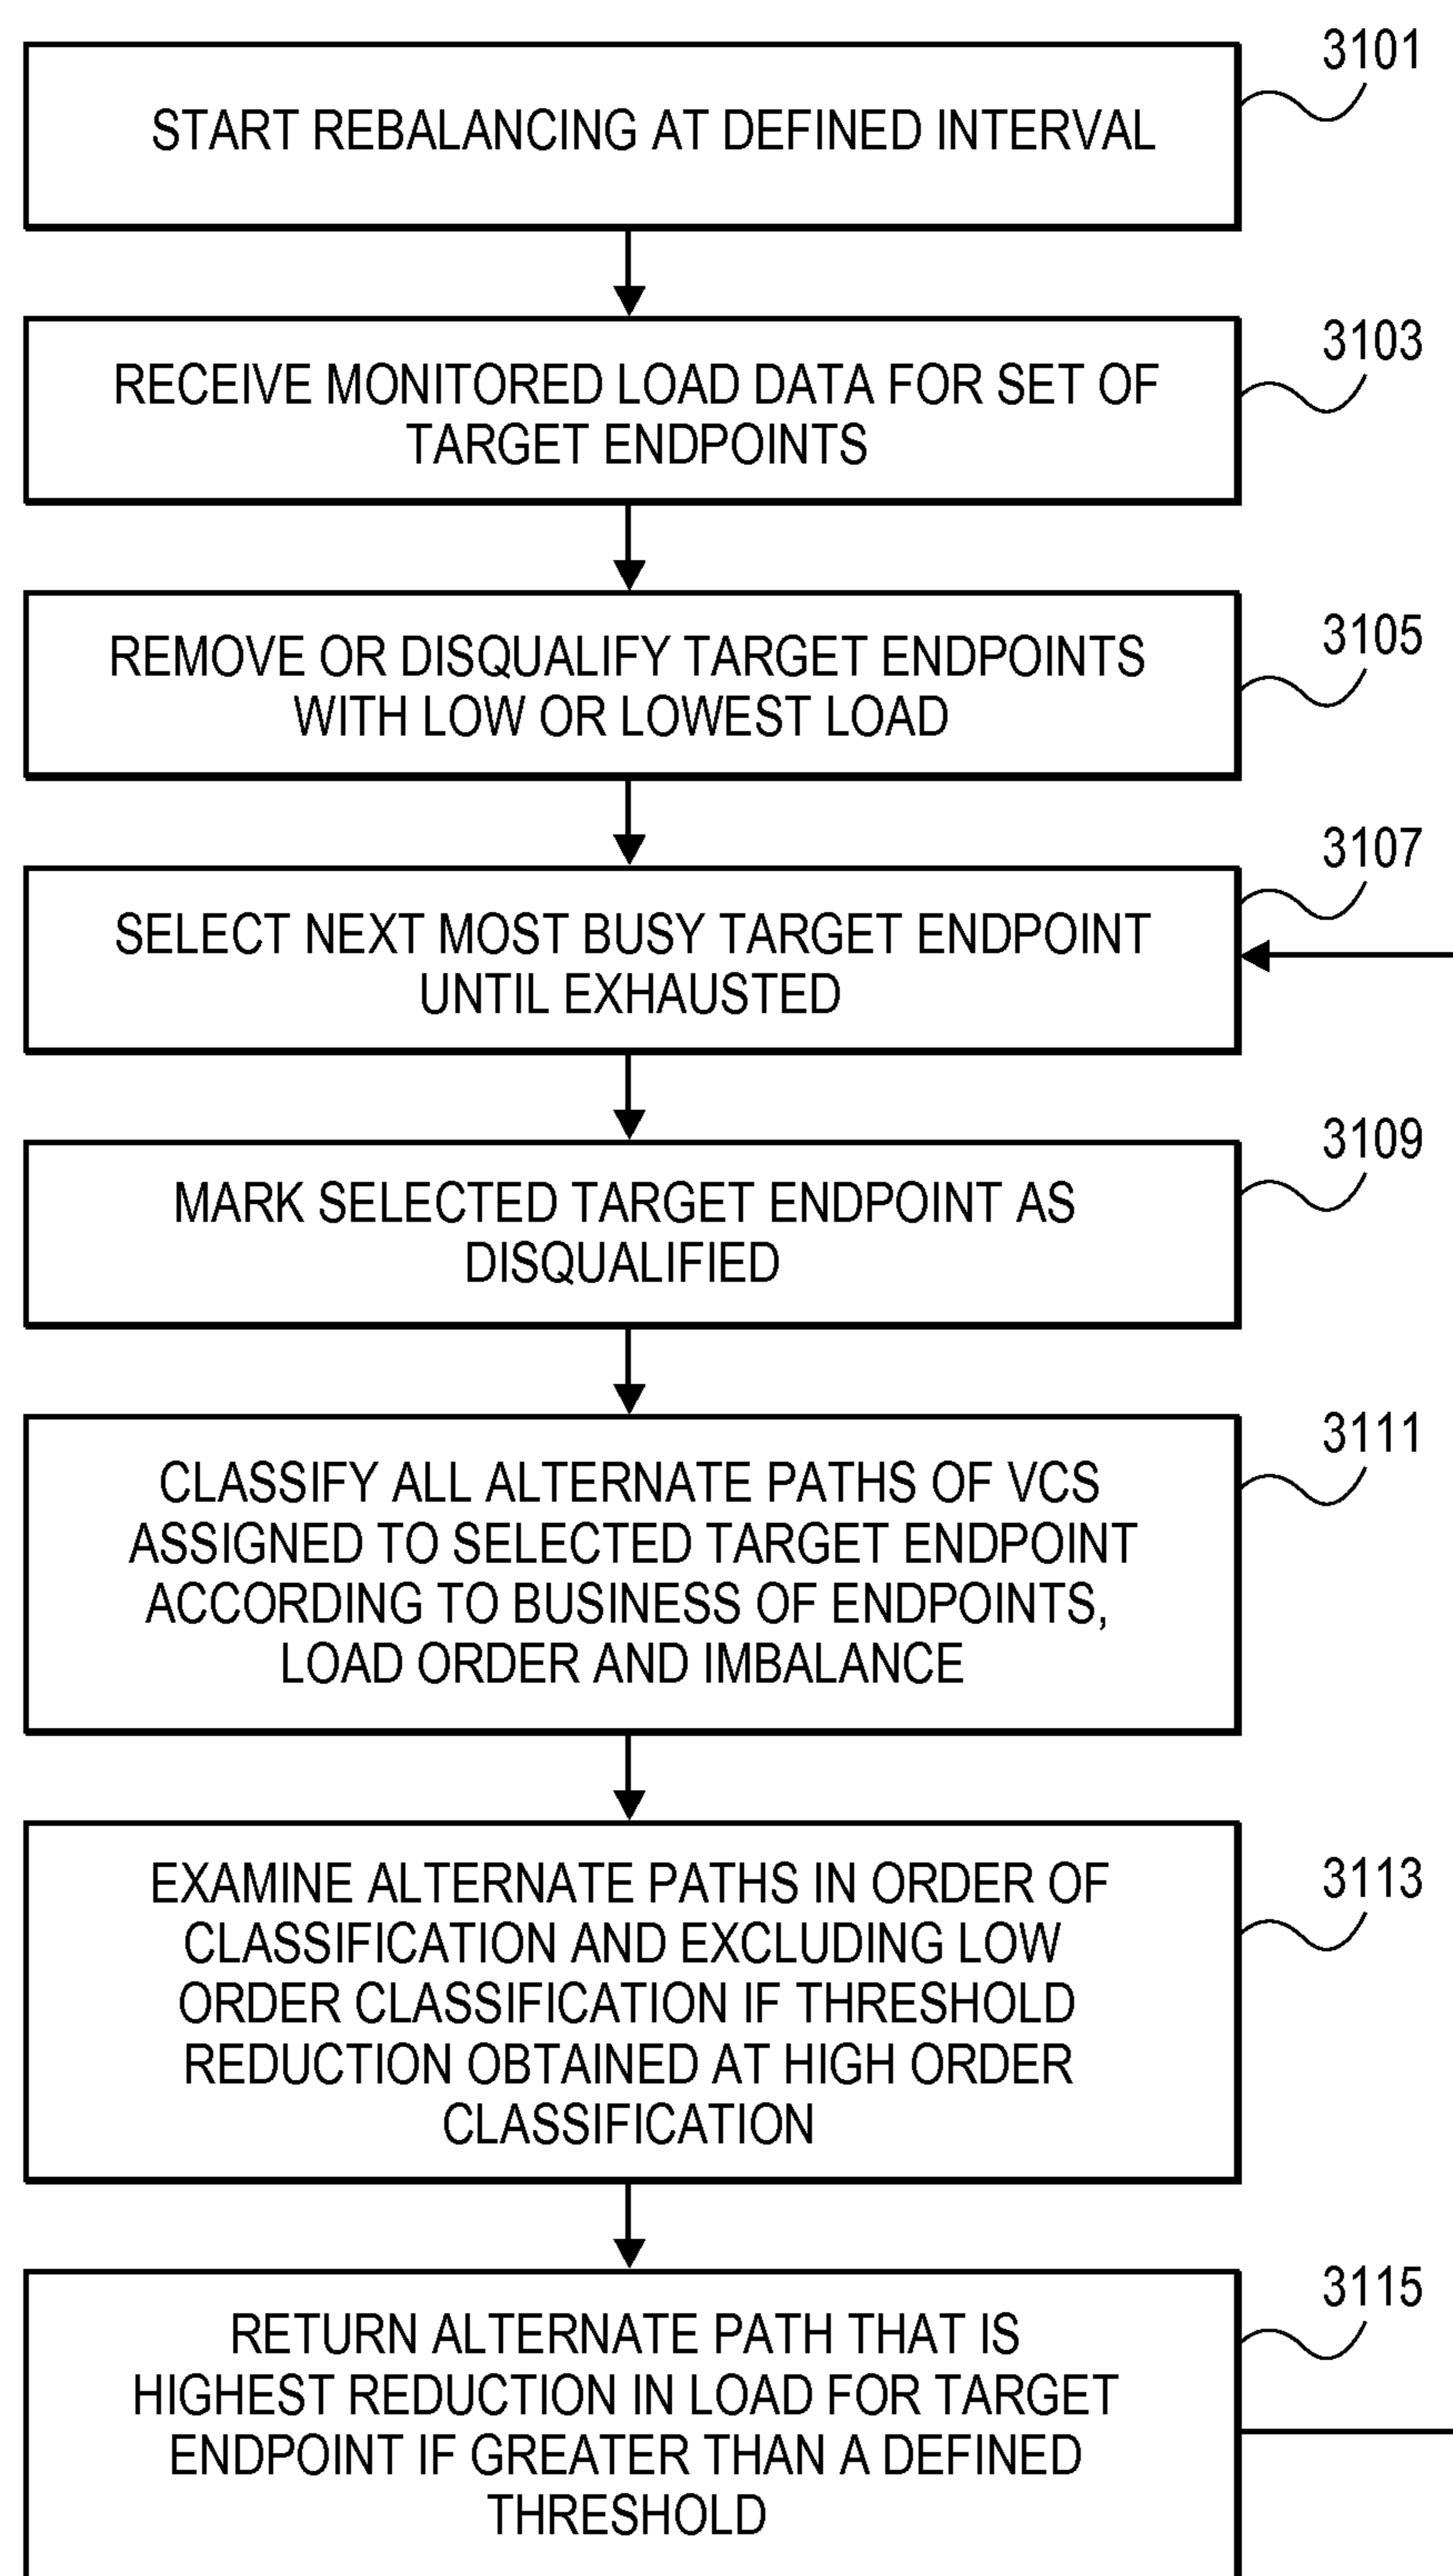 3101
START REBALANCING AT DEFINED INTERVAL
3103
RECEIVE MONITORED LOAD DATA FOR SET OF
TARGET ENDPOINTS
3105
REMOVE OR DISQUALIFY TARGET ENDPOINTS
WITH LOW OR LOWEST LOAD
3107
SELECT NEXT MOST BUSY TARGET ENDPOINT
UNTIL EXHAUSTED
3109
MARK SELECTED TARGET ENDPOINT AS
DISQUALIFIED
3111
CLASSIFY ALL ALTERNATE PATHS OF VCS
ASSIGNED TO SELECTED TARGET ENDPOINT
ACCORDING TO BUSINESS OF ENDPOINTS,
LOAD ORDER AND IMBALANCE
3113
EXAMINE ALTERNATE PATHS IN ORDER OF
CLASSIFICATION AND EXCLUDING LOW
ORDER CLASSIFICATION IF THRESHOLD
REDUCTION OBTAINED AT HIGH ORDER
CLASSIFICATION
3115
RETURN ALTERNATE PATH THAT IS
HIGHEST REDUCTION IN LOAD FOR TARGET
ENDPOINT IF GREATER THAN A DEFINED
THRESHOLD